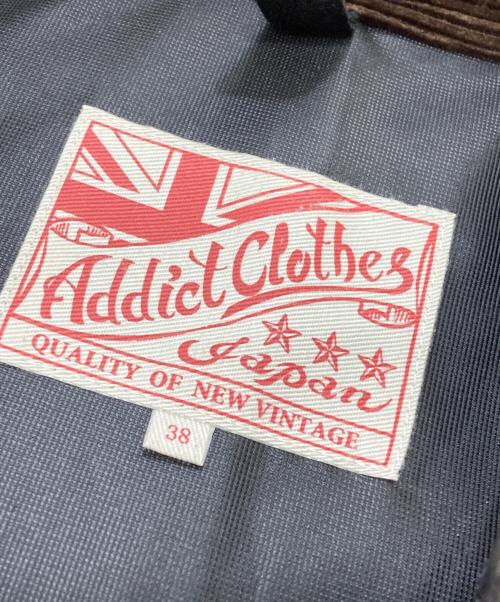 Addict Clothes
Japan
QUALITY OF NEW VINTAGE
38